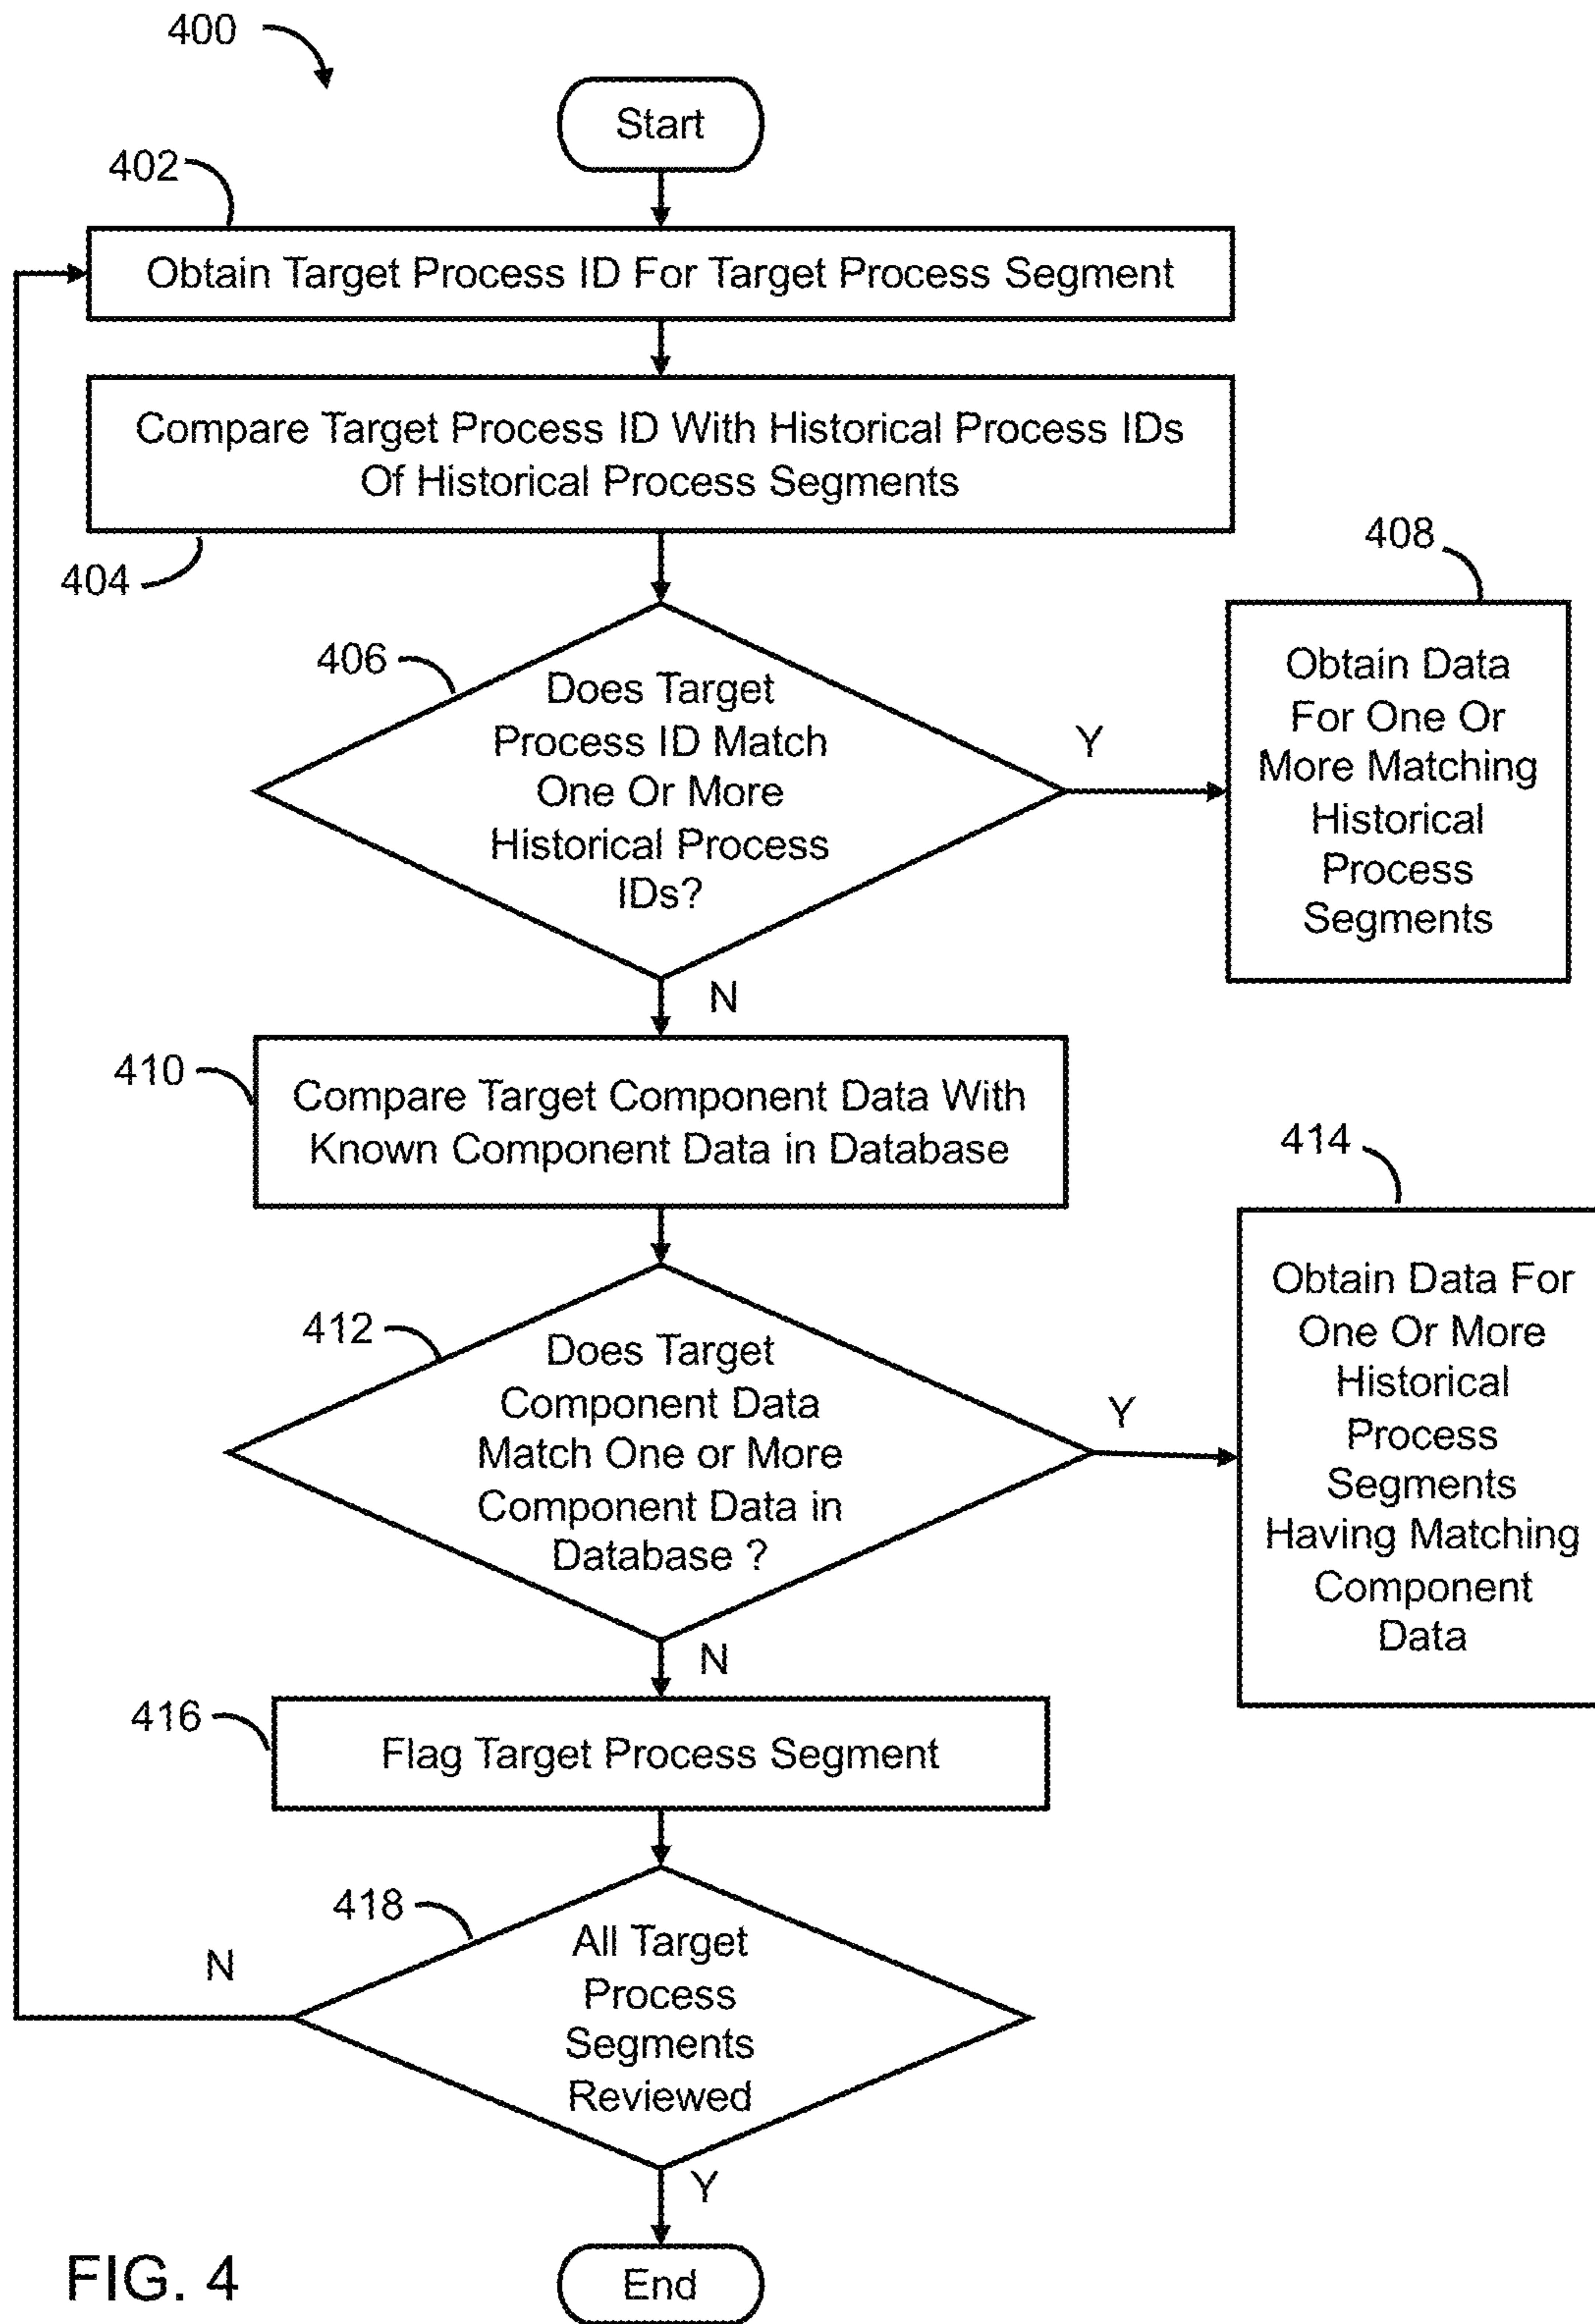 400
Start
402
Obtain Target Process ID For Target Process Segment
Compare Target Process ID With Historical Process IDs
Of Historical Process Segments
404
408
406
Does Target
Process ID Match
One Or More
Historical Process
IDs?
Y
Obtain Data
For One Or
More Matching
Historical
Process
Segments
N
410
Compare Target Component Data With
Known Component Data in Database
414
412
Does Target
Component Data
Match One or More
Component Data in
Database ?
Y
Obtain Data For
One Or More
Historical
Process
Segments
Having Matching
Component
Data
N
416
Flag Target Process Segment
418
All Target
Process
Segments
Reviewed
N
Y
End
FIG. 4